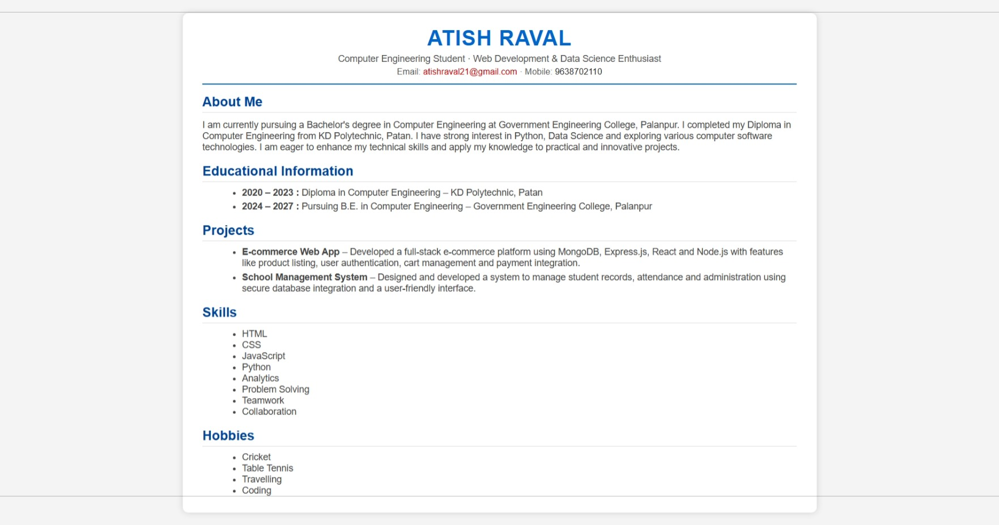 ATISH RAVAL
Computer Engineering Student · Web Development & Data Science Enthusiast
Email: atishraval21@gmail.com · Mobile: 9638702110
About Me
I am currently pursuing a Bachelor's degree in Computer Engineering at Government Engineering College, Palanpur. I completed my Diploma in
Computer Engineering from KD Polytechnic, Patan. I have strong interest in Python, Data Science and exploring various computer software
technologies. I am eager to enhance my technical skills and apply my knowledge to practical and innovative projects.
Educational Information
• 2020 – 2023 : Diploma in Computer Engineering – KD Polytechnic, Patan
• 2024 – 2027 : Pursuing B.E. in Computer Engineering – Government Engineering College, Palanpur
Projects
• E-commerce Web App – Developed a full-stack e-commerce platform using MongoDB, Express.js, React and Node.js with features
like product listing, user authentication, cart management and payment integration.
• School Management System – Designed and developed a system to manage student records, attendance and administration using
secure database integration and a user-friendly interface.
Skills
• HTML
• CSS
• JavaScript
• Python
• Analytics
• Problem Solving
• Teamwork
• Collaboration
Hobbies
• Cricket
• Table Tennis
• Travelling
• Coding